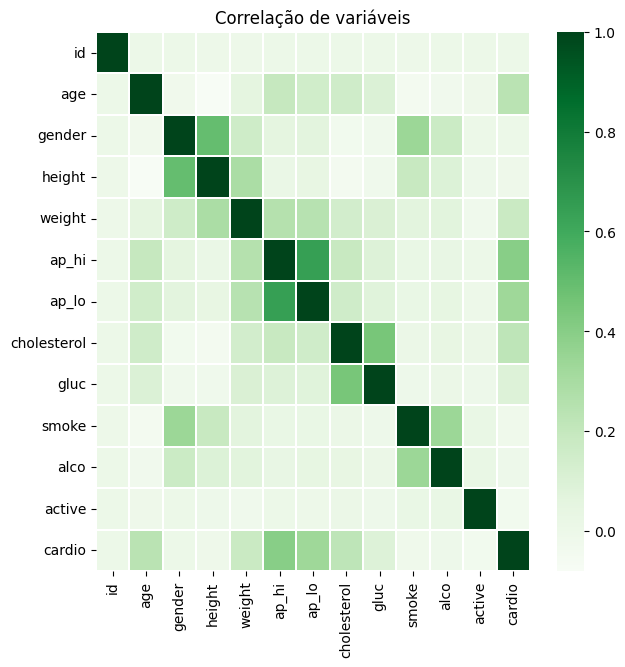 Correlação de variáveis
id
age
gender
height
weight
ap_hi
ap_lo
cholesterol
gluc
smoke
alco
active
cardio
id
age
gender
height
weight
ap_hi
ap_lo
cholesterol
gluc
smoke
alco
active
cardio
1.0
0.8
0.6
0.4
0.2
0.0